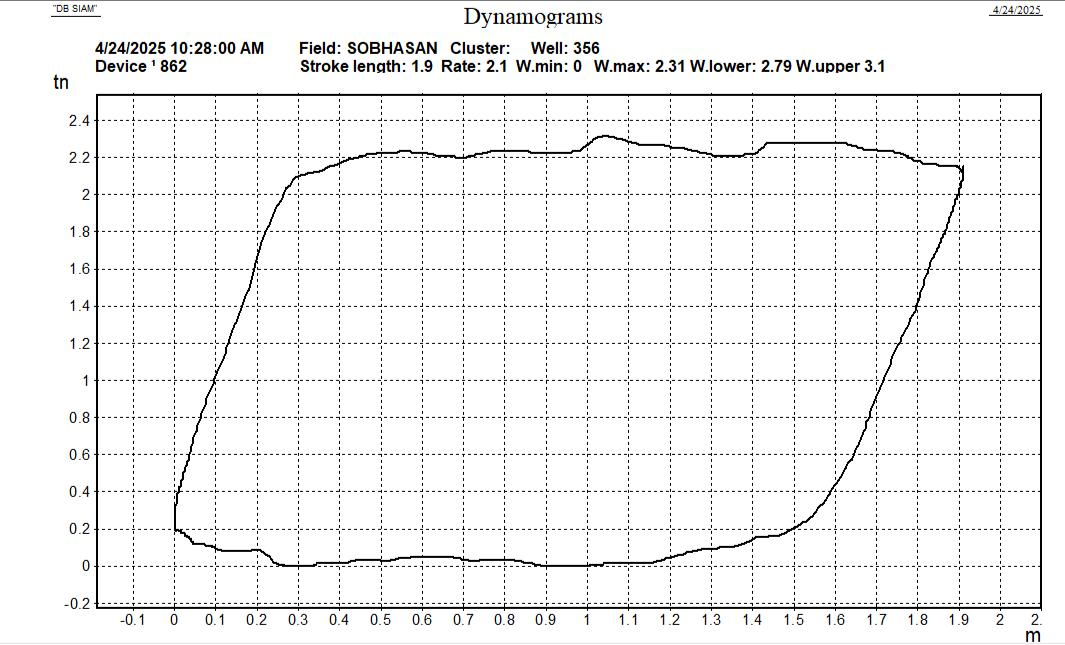 "DB SIAM"
4/24/2025
Dynamograms
4/24/2025 10:28:00 AM Field: SOBHASAN Cluster: Well: 356
Device ¹ 862 Stroke length: 1.9 Rate: 2.1 W.min: 0 W.max: 2.31 W.lower: 2.79 W.upper 3.1
tn
2.4
2.2
2
1.8
1.6
1.4
1.2
1
0.8
0.6
0.4
0.2
0
-0.2
-0.1 0 0.1 0.2 0.3 0.4 0.5 0.6 0.7 0.8 0.9 1 1.1 1.2 1.3 1.4 1.5 1.6 1.7 1.8 1.9 2 2.
m